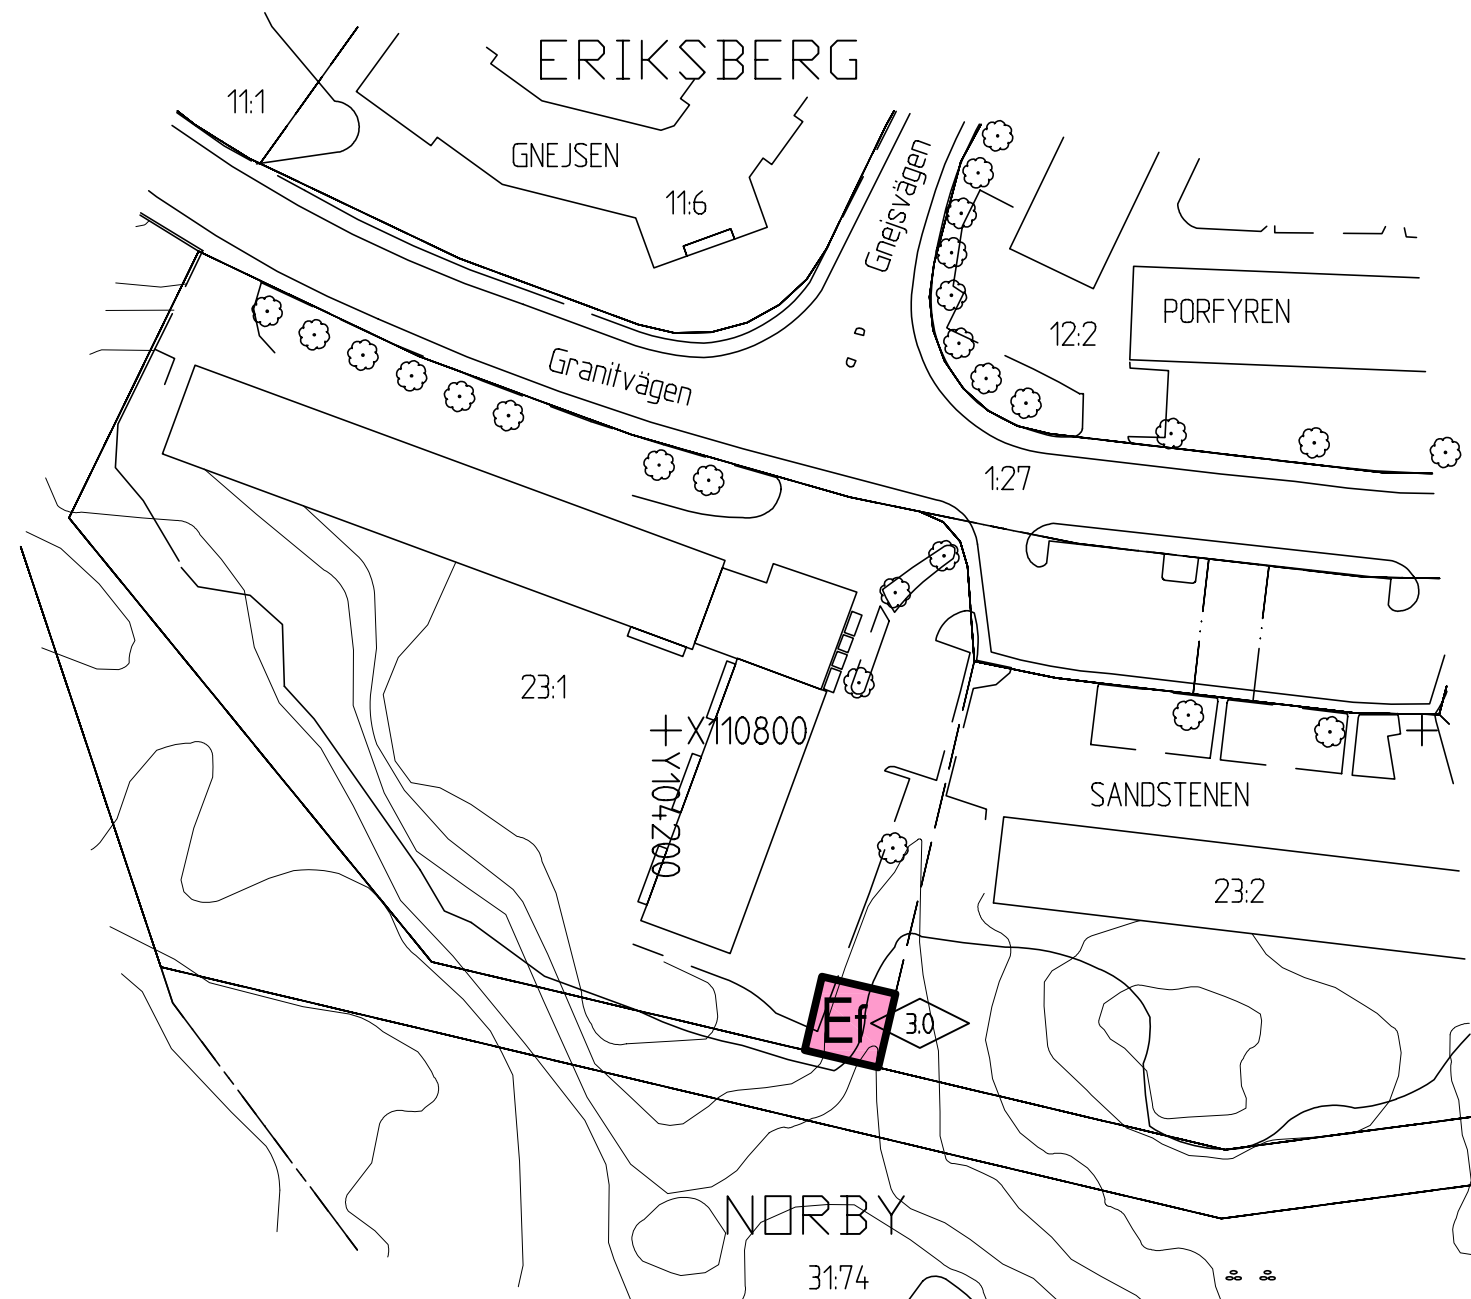 ERIKSBERG
11:1
GNEJSEN
11:6
Gnejsvägen
PORFYREN
12:2
Granitvägen
1:27
23:1
X110800
Y104200
SANDSTENEN
23:2
Ef
3.0
NORBY
31:74